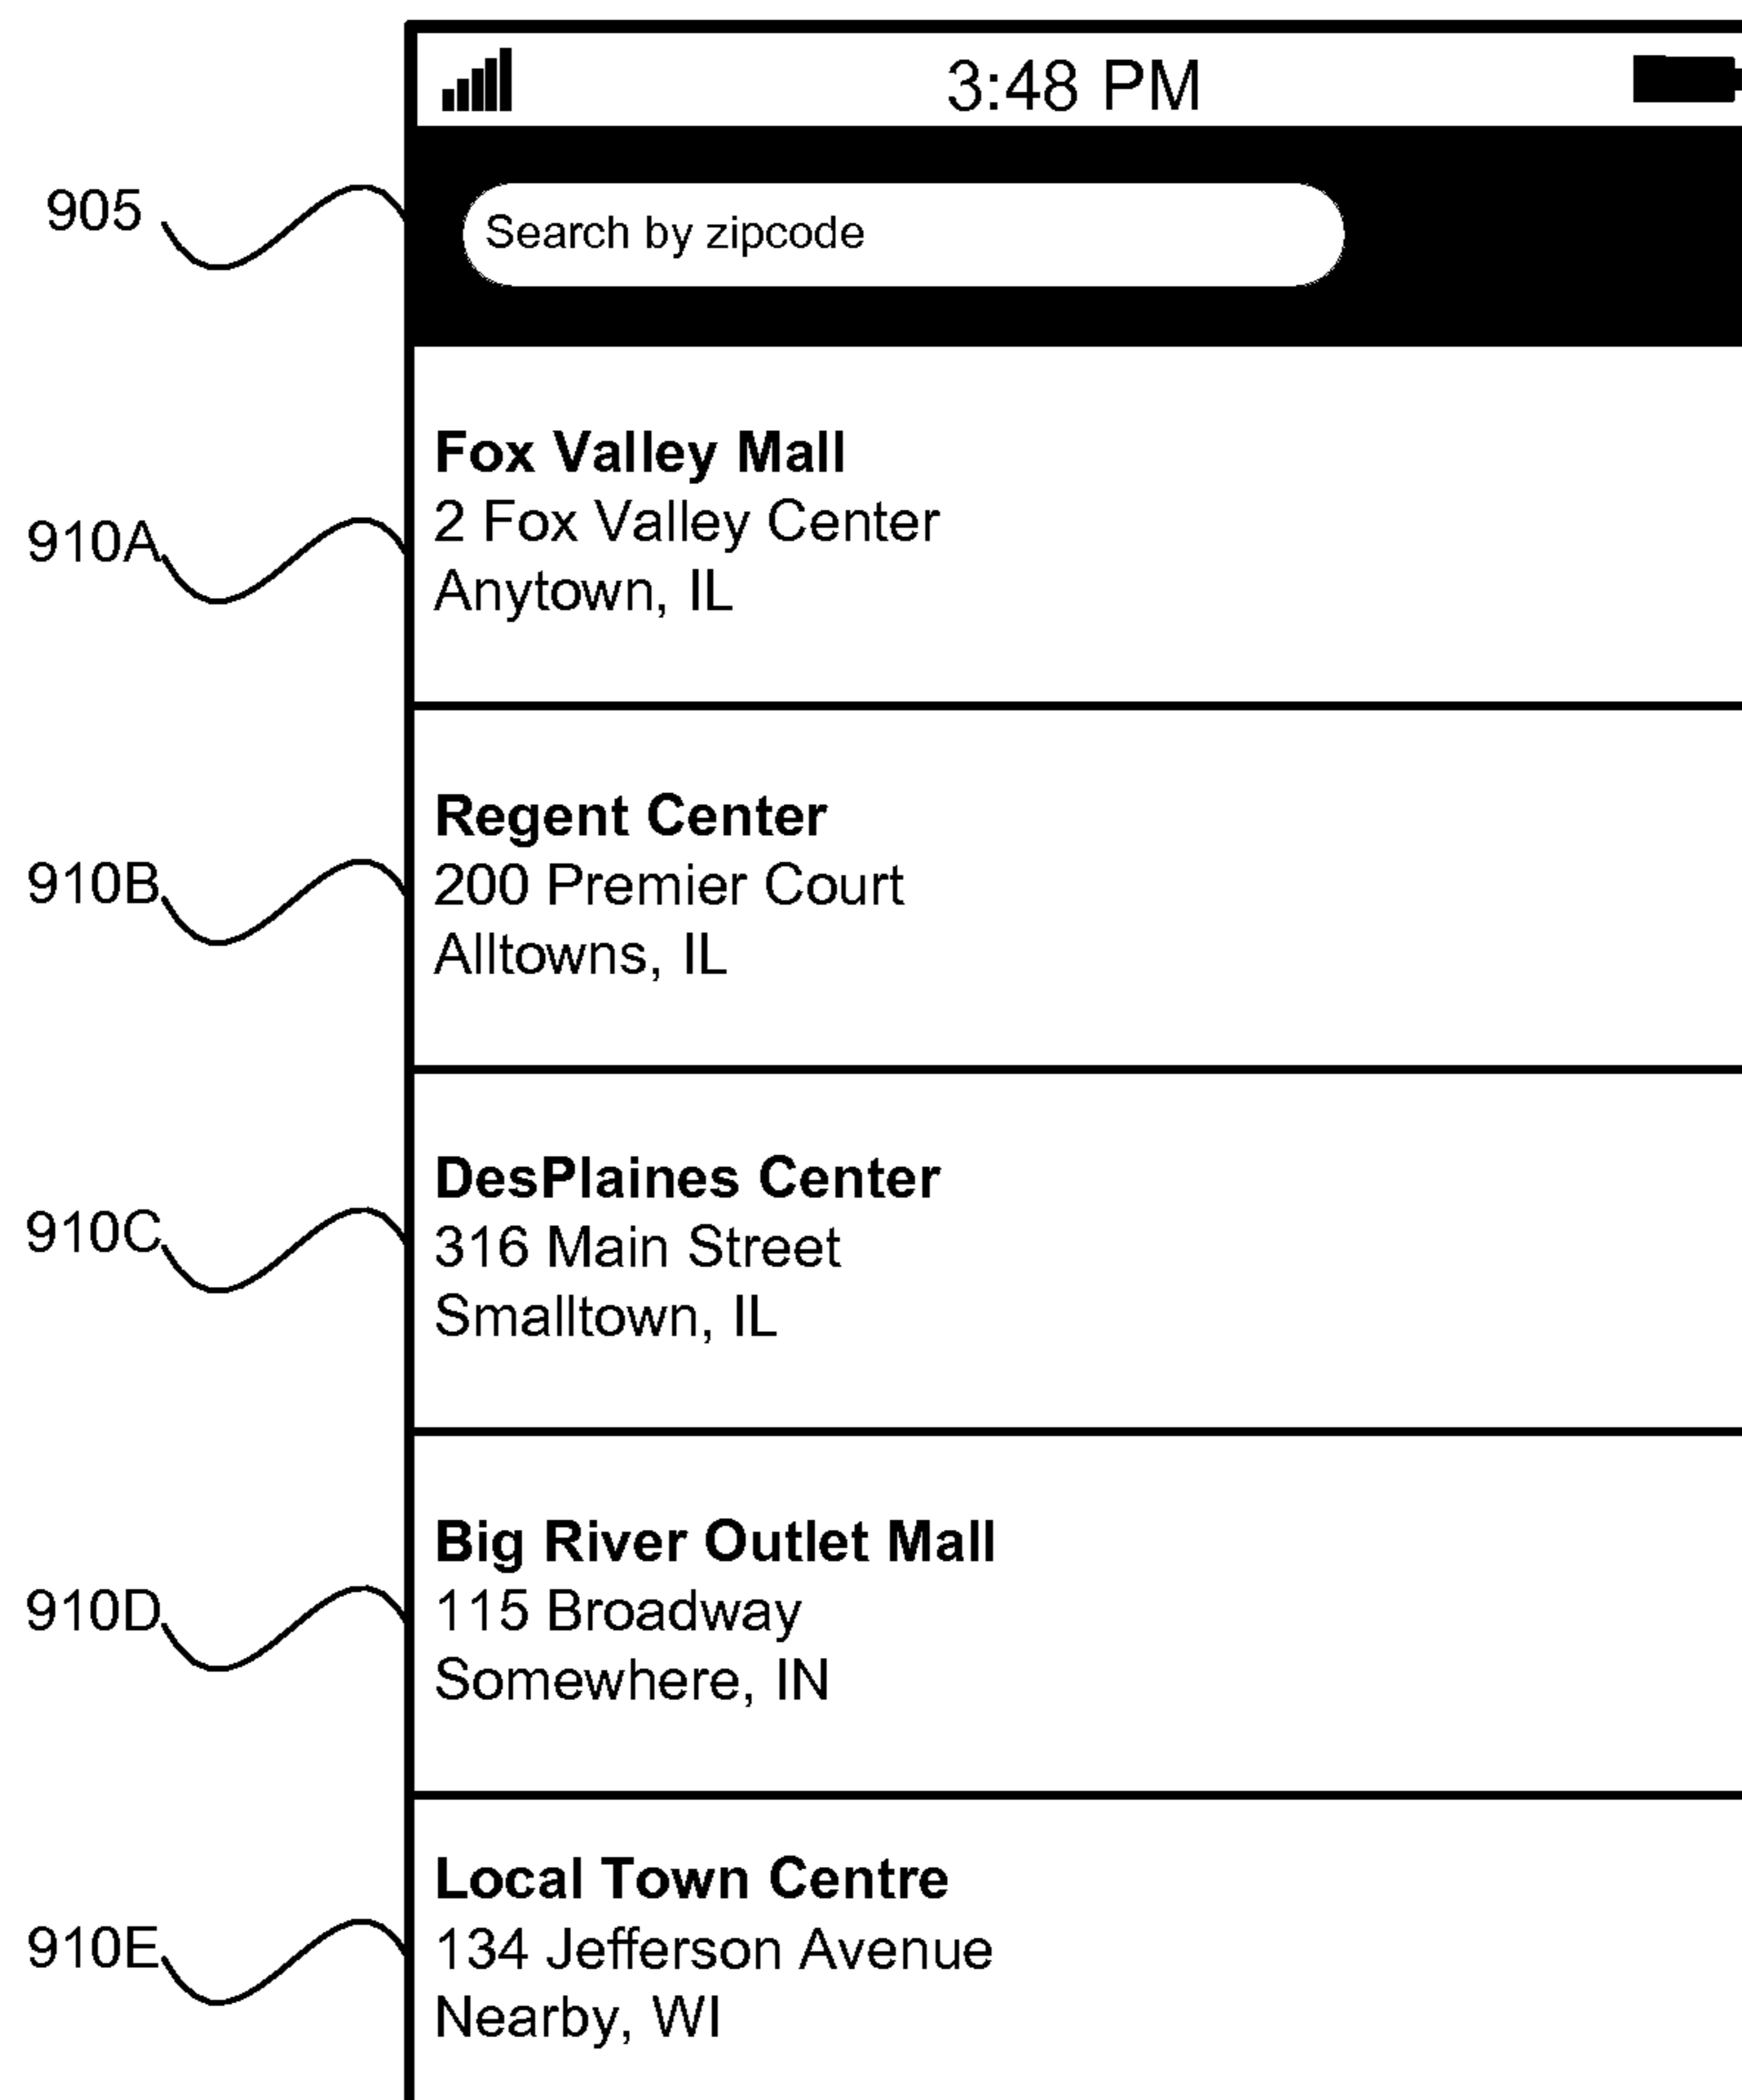 3:48 PM
905
Search by zipcode
Fox Valley Mall
910A
2 Fox Valley Center
Anytown, IL
Regent Center
910B
200 Premier Court
Alltowns, IL
DesPlaines Center
910C
316 Main Street
Smalltown, IL
Big River Outlet Mall
910D
115 Broadway
Somewhere, IN
Local Town Centre
910E
134 Jefferson Avenue
Nearby, WI